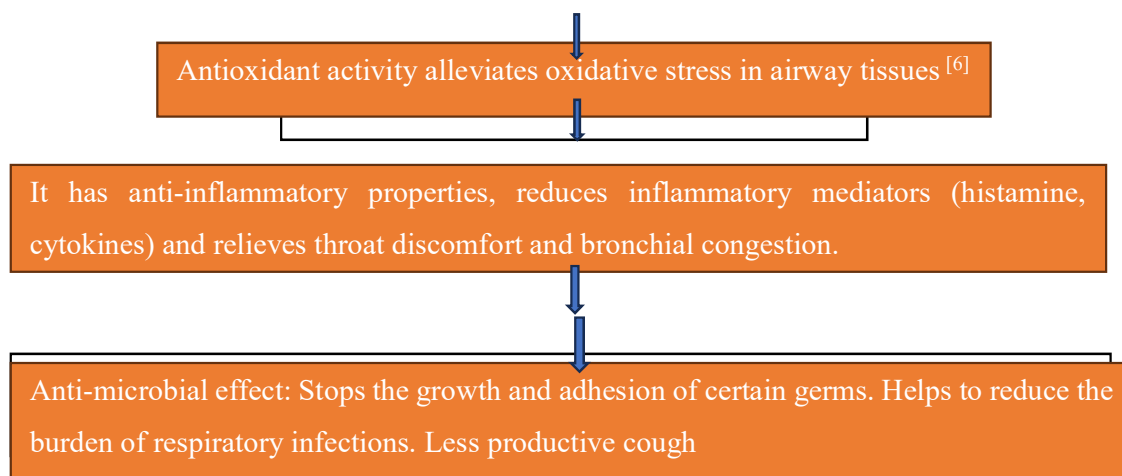 Antioxidant activity alleviates oxidative stress in airway tissues [6]
It has anti-inflammatory properties, reduces inflammatory mediators (histamine,
cytokines) and relieves throat discomfort and bronchial congestion.
Anti-microbial effect: Stops the growth and adhesion of certain germs. Helps to reduce the
burden of respiratory infections. Less productive cough